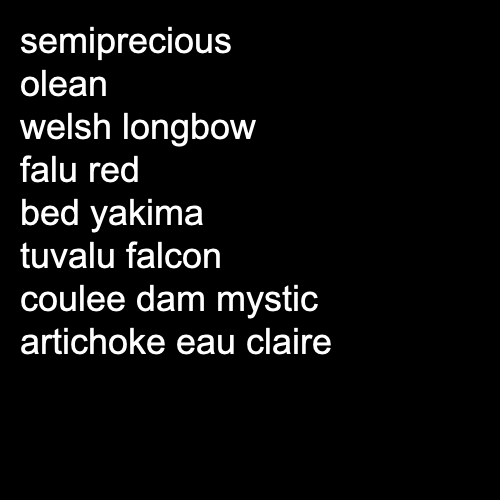 semiprecious
olean
welsh longbow
falu red
bed yakima
tuvalu falcon
coulee dam mystic
artichoke eau claire